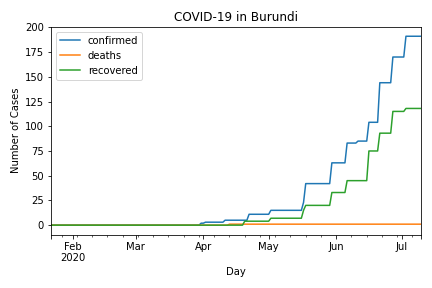 COVID-19 in Burundi
confirmed
deaths
recovered
Number of Cases
200
175
150
125
100
75
50
25
0
Feb Mar Apr May Jun Jul
2020
Day